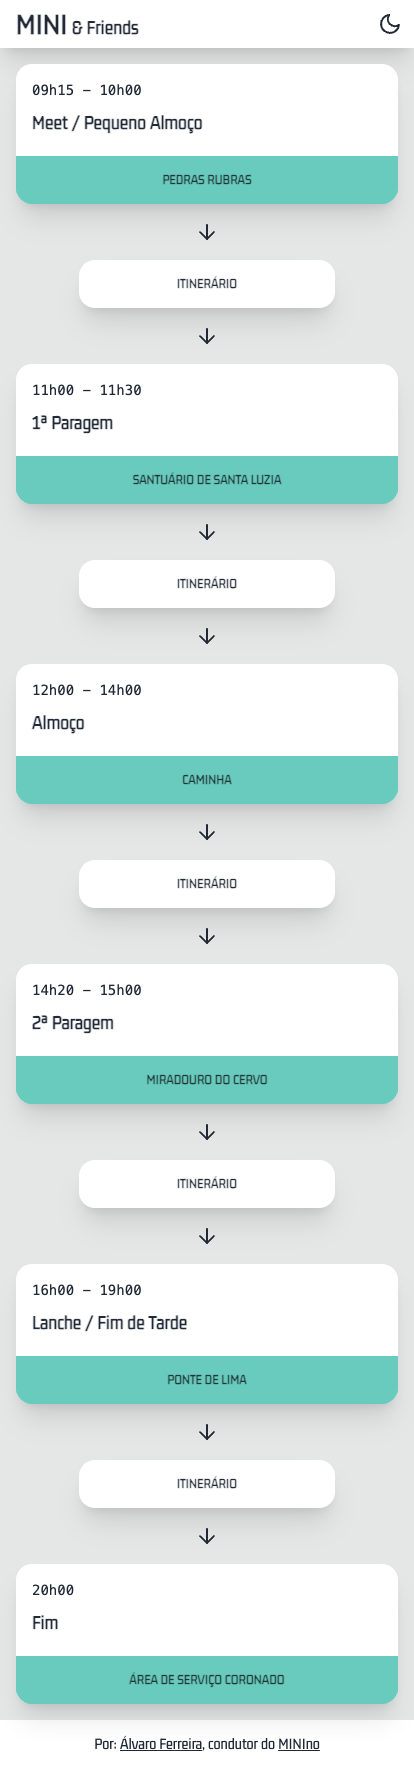 MINI & Friends
09h15 – 10h00
Meet / Pequeno Almoço
PEDRAS RUBRAS
ITINERÁRIO
11h00 – 11h30
1ª Paragem
SANTUÁRIO DE SANTA LUZIA
ITINERÁRIO
12h00 – 14h00
Almoço
CAMINHA
ITINERÁRIO
14h20 – 15h00
2ª Paragem
MIRADOURO DO CERVO
ITINERÁRIO
16h00 – 19h00
Lanche / Fim de Tarde
PONTE DE LIMA
ITINERÁRIO
20h00
Fim
ÁREA DE SERVIÇO CORONADO
Por: Álvaro Ferreira, condutor do MINIno